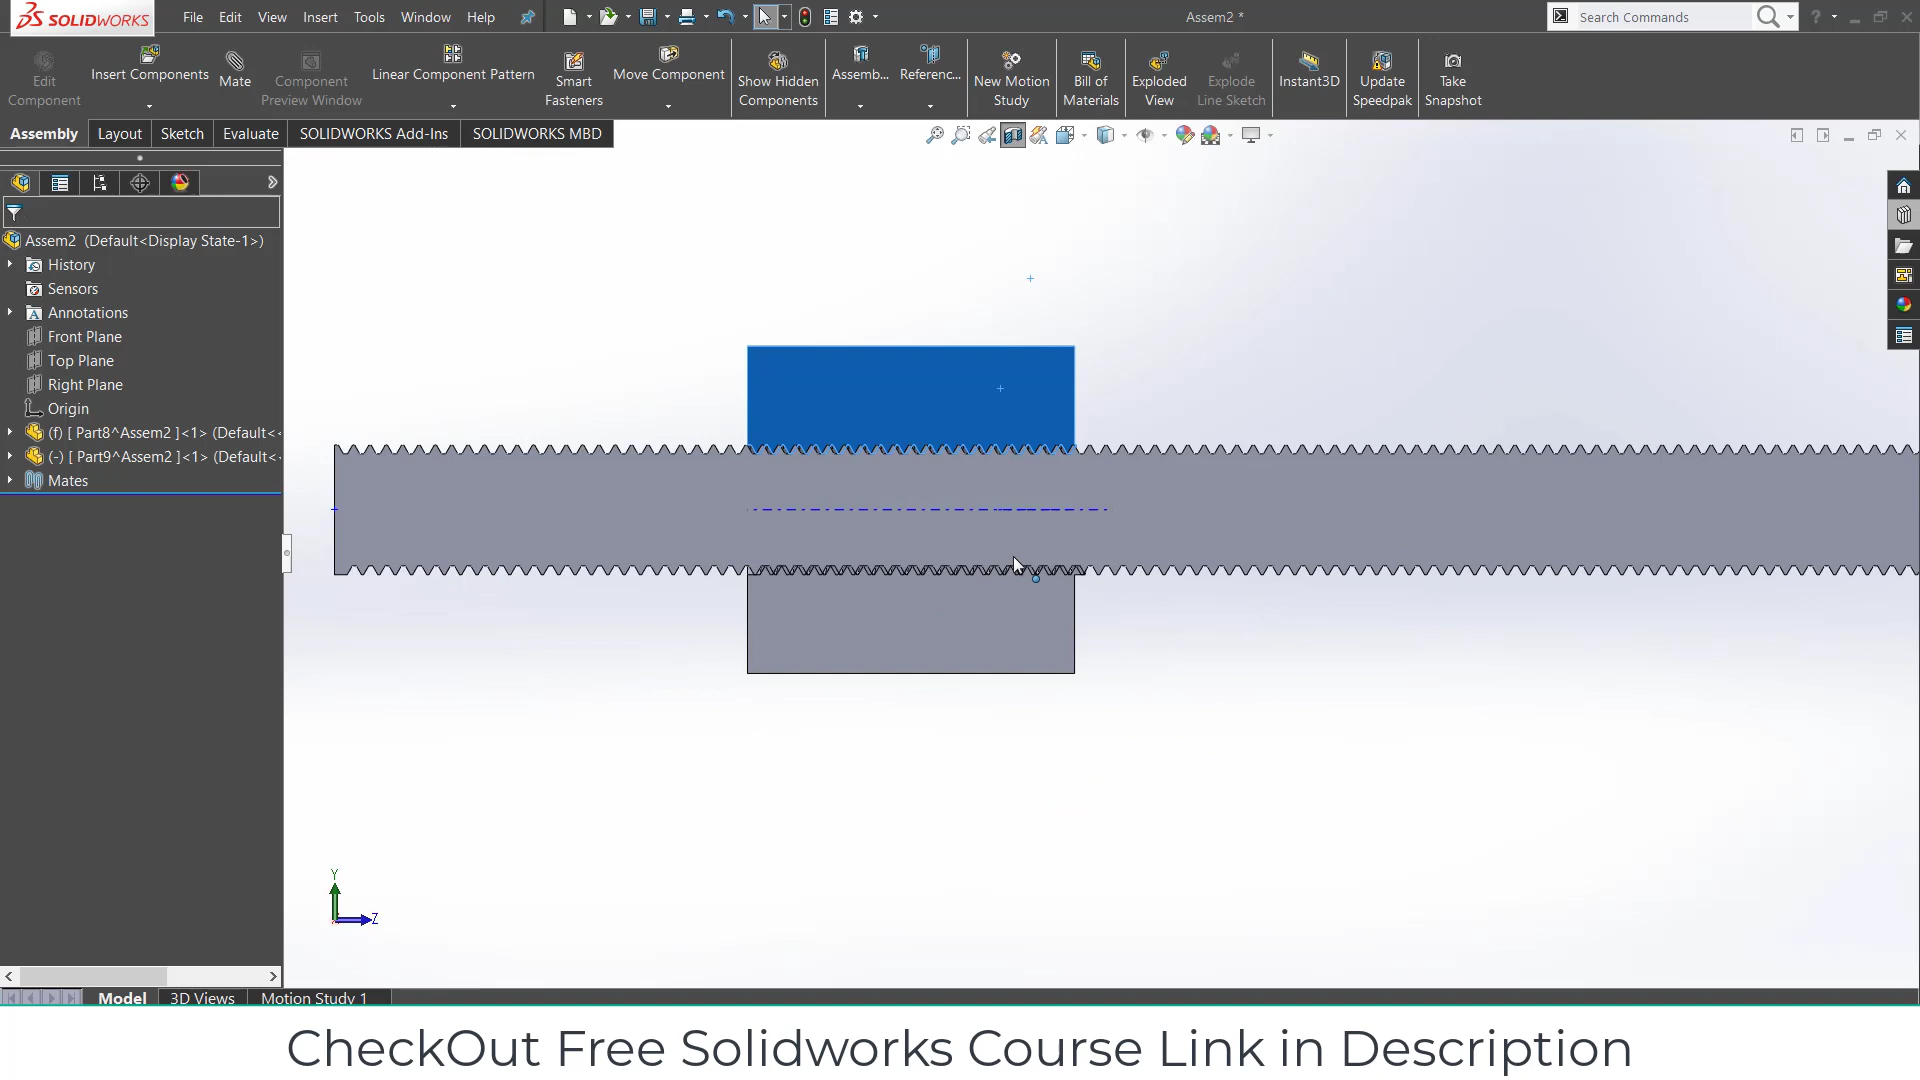 SOLIDWORKS File Edit View Insert Tools Window Help Assem2 * Search Commands ?
Edit Component
Insert Components
Mate
Component Preview Window
Linear Component Pattern
Smart Fasteners
Move Component
Show Hidden Components
Assemb...
Referenc...
New Motion Study
Bill of Materials
Exploded View
Explode Line Sketch
Instant3D
Update Speedpak
Take Snapshot
Assembly Layout Sketch Evaluate SOLIDWORKS Add-Ins SOLIDWORKS MBD
Assem2 (Default<Display State-1>)
History
Sensors
A Annotations
Front Plane
Top Plane
Right Plane
Origin
(f) [ Part8^Assem2 ]<1> (Default<
(-) [ Part9^Assem2 ]<1> (Default<
Mates
Y
Z
Model 3D Views Motion Study 1
CheckOut Free Solidworks Course Link in Description